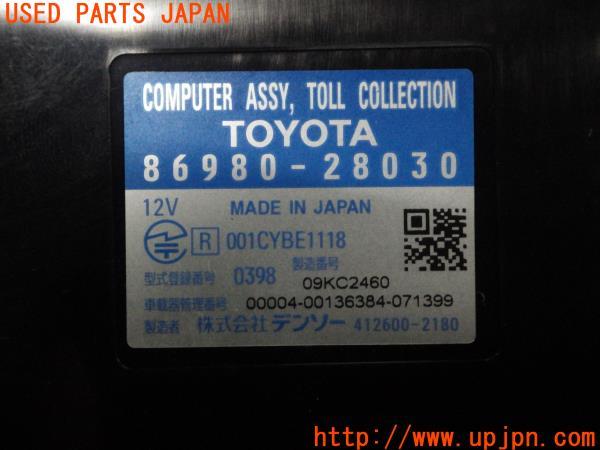 USED PARTS JAPAN
COMPUTER ASSY, TOLL COLLECTION
TOYOTA
86980-28030
12V MADE IN JAPAN
R 001CYBE1118
型式登録番号 0398 製造番号 09KC2460
車載器管理番号 00004-00136384-071399
製造者 株式会社 デンソー 412600-2180
http://www.upjpn.com/